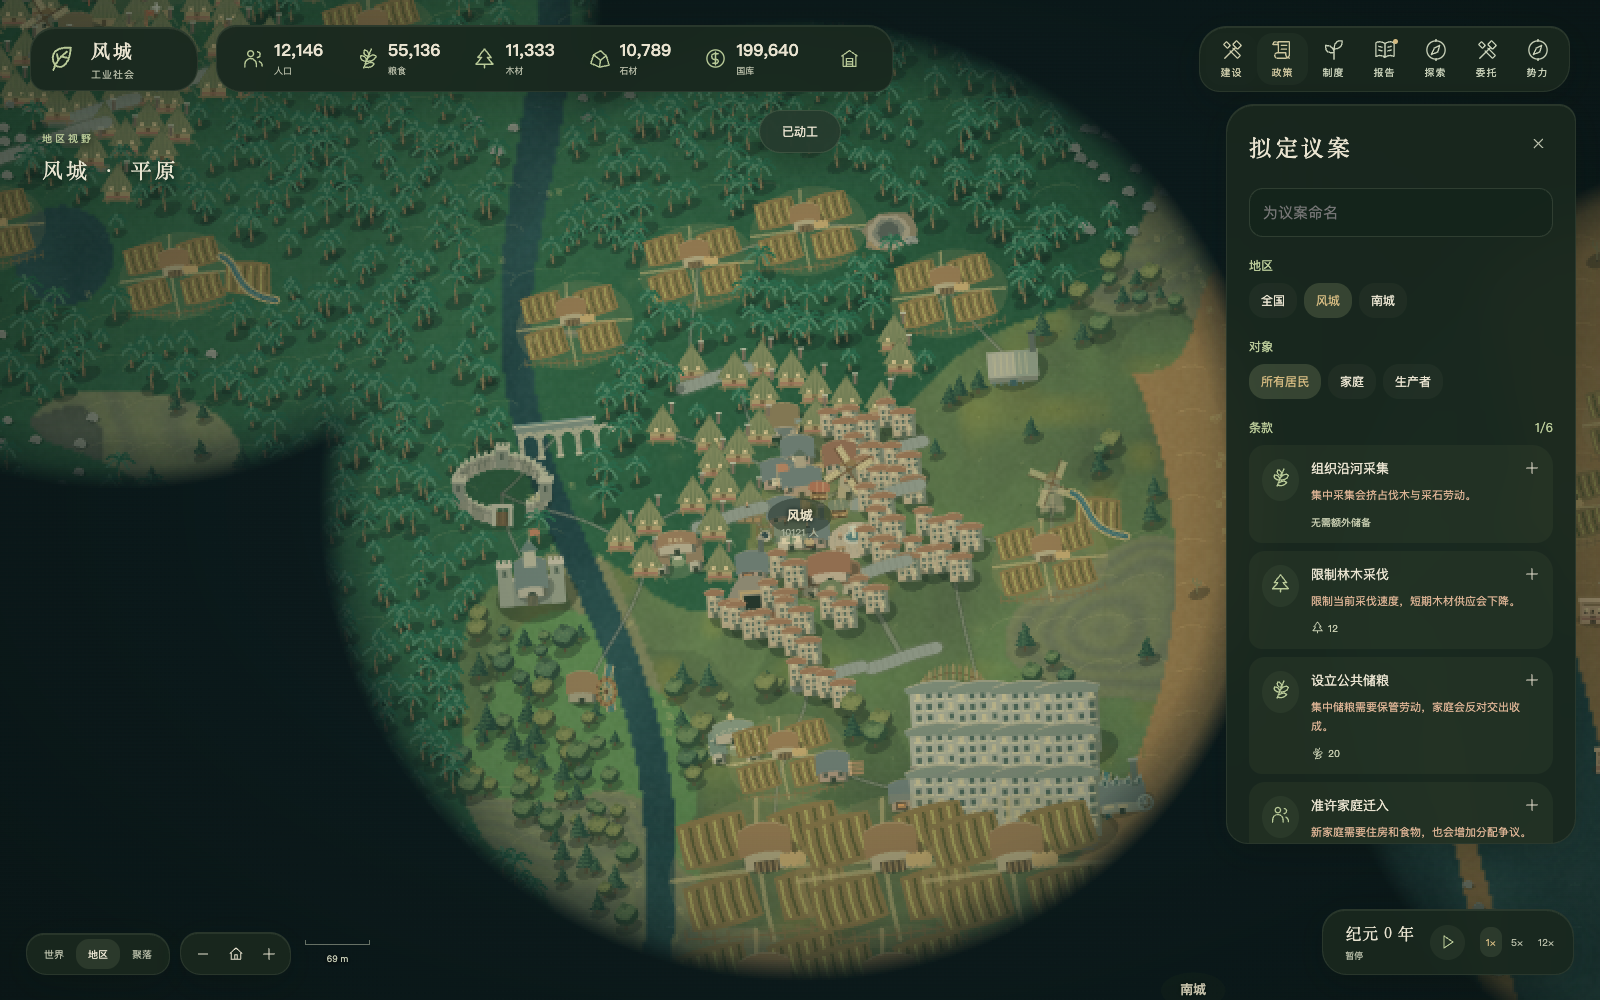 风城
工业社会
12,146
人口
55,136
粮食
11,333
木材
10,789
石材
199,640
国库
建设
政策
制度
报告
探索
委托
势力
地区视野
风城 · 平原
已动工
拟定议案
为议案命名
地区
全国
风城
南城
对象
所有居民
家庭
生产者
条款
1/6
组织沿河采集
集中采集会挤占伐木与采石劳动。
无需额外储备
限制林木采伐
限制当前采伐速度，短期木材供应会下降。
12
设立公共储粮
集中储粮需要保管劳动，家庭会反对交出收
成。
20
准许家庭迁入
新家庭需要住房和食物，也会增加分配争议。
风城
10121 人
世界
地区
聚落
69 m
纪元 0 年
暂停
1×
5×
12×
南城